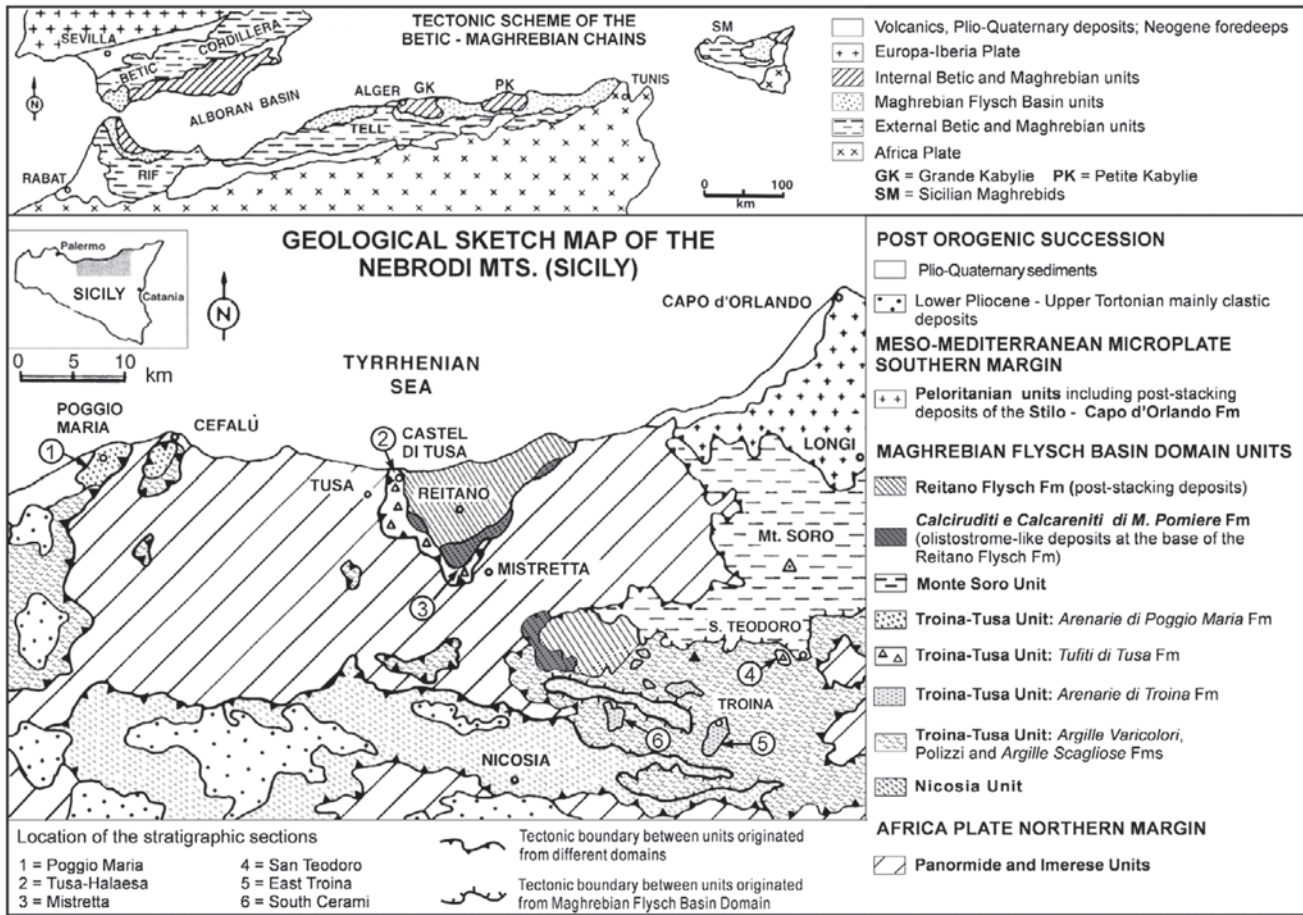 TECTONIC SCHEME OF THE
BETIC - MAGHREBIAN CHAINS
SEVILLA
CORDILLERA
BETIC
N
ALBORAN BASIN
ALGER
GK
PK
TUNIS
TELL
RABAT
RIF
SM
0 100
km
Volcanics, Plio-Quaternary deposits; Neogene foredeeps
Europa-Iberia Plate
Internal Betic and Maghrebian units
Maghrebian Flysch Basin units
External Betic and Maghrebian units
Africa Plate
GK = Grande Kabylie PK = Petite Kabylie
SM = Sicilian Maghrebids
GEOLOGICAL SKETCH MAP OF THE
NEBRODI MTS. (SICILY)
Palermo
SICILY
Catania
N
0 5 10
km
TYRRHENIAN
SEA
CAPO d'ORLANDO
POGGIO
MARIA
1
CEFALÙ
2
CASTEL
DI TUSA
TUSA
REITANO
LONGI
MISTRETTA
3
Mt. SORO
S. TEODORO
4
TROINA
6
5
NICOSIA
POST OROGENIC SUCCESSION
Plio-Quaternary sediments
Lower Pliocene - Upper Tortonian mainly clastic
deposits
MESO-MEDITERRANEAN MICROPLATE
SOUTHERN MARGIN
Peloritanian units including post-stacking
deposits of the Stilo - Capo d'Orlando Fm
MAGHREBIAN FLYSCH BASIN DOMAIN UNITS
Reitano Flysch Fm (post-stacking deposits)
Calciruditi e Calcareniti di M. Pomiere Fm
(olistostrome-like deposits at the base of the
Reitano Flysch Fm)
Monte Soro Unit
Troina-Tusa Unit: Arenarie di Poggio Maria Fm
Troina-Tusa Unit: Tufiti di Tusa Fm
Troina-Tusa Unit: Arenarie di Troina Fm
Troina-Tusa Unit: Argille Varicolori,
Polizzi and Argille Scagliose Fms
Nicosia Unit
AFRICA PLATE NORTHERN MARGIN
Panormide and Imerese Units
Location of the stratigraphic sections
1 = Poggio Maria
2 = Tusa-Halaesa
3 = Mistretta
4 = San Teodoro
5 = East Troina
6 = South Cerami
Tectonic boundary between units originated
from different domains
Tectonic boundary between units originated
from Maghrebian Flysch Basin Domain